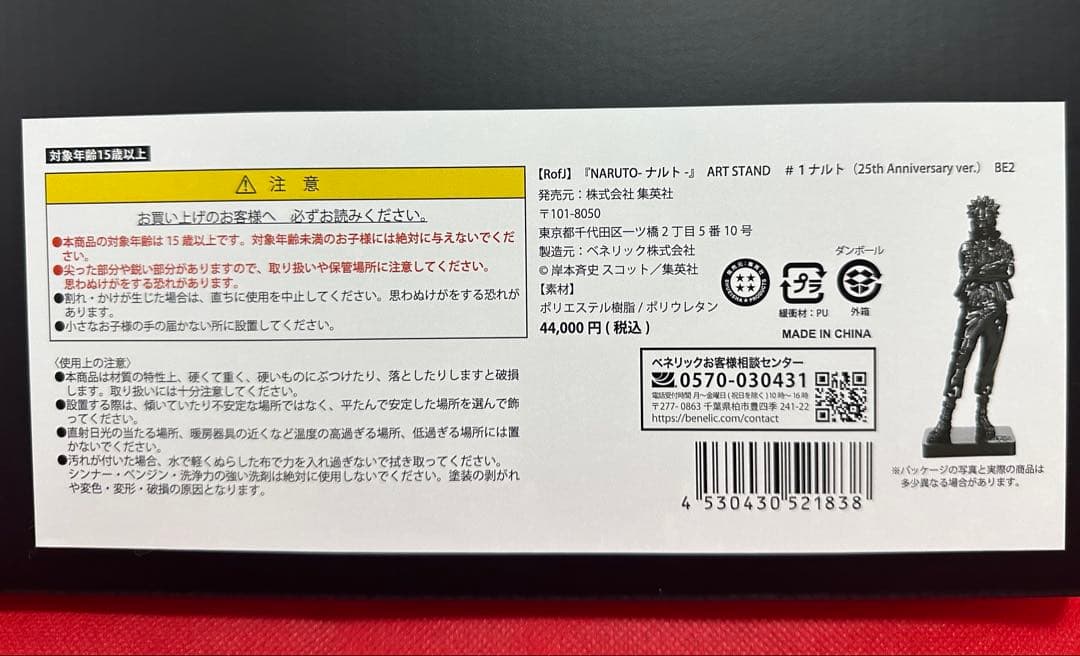 対象年齢15歳以上
⚠ 注 意
お買い上げのお客様へ 必ずお読みください。
●本商品の対象年齢は15歳以上です。対象年齢未満のお子様には絶対に与えないでくだ
さい。
●尖った部分や鋭い部分がありますので、取り扱いや保管場所に注意してください。
思わぬけがをする恐れがあります。
●割れ・かけが生じた場合は、直ちに使用を中止してください。思わぬけがをする恐れが
あります。
●小さなお子様の手の届かない所に設置してください。
〈使用上の注意〉
●本商品は材質の特性上、硬くて重く、硬いものにぶつけたり、落としたりしますと破損
します。取り扱いには十分注意してください。
●設置する際は、傾いていたり不安定な場所ではなく、平たんで安定した場所を選んで飾
ってください。
●直射日光の当たる場所、暖房器具の近くなど温度の高過ぎる場所、低過ぎる場所には置
かないでください。
●汚れが付いた場合、水で軽くぬらした布で力を入れ過ぎないで拭き取ってください。
シンナー・ベンジン・洗浄力の強い洗剤は絶対に使用しないでください。塗装の剥がれ
や変色・変形・破損の原因となります。
【RofJ】『NARUTO- ナルト -』 ART STAND #1ナルト(25th Anniversary ver.) BE2
発売元：株式会社 集英社
〒101-8050
東京都千代田区一ツ橋2丁目5番10号
製造元：ベネリック株式会社
© 岸本斉史 スコット／集英社
【素材】
ポリエステル樹脂 / ポリウレタン
44,000円(税込)
プラ
緩衝材：PU
ダンボール
外箱
MADE IN CHINA
ベネリックお客様相談センター
0570-030431
電話受付時間 月～金曜日(祝日を除く)10時～16時
〒277-0863 千葉県柏市豊四季 241-22
https://benelic.com/contact
4 530430 521838
※パッケージの写真と実際の商品は
多少異なる場合があります。